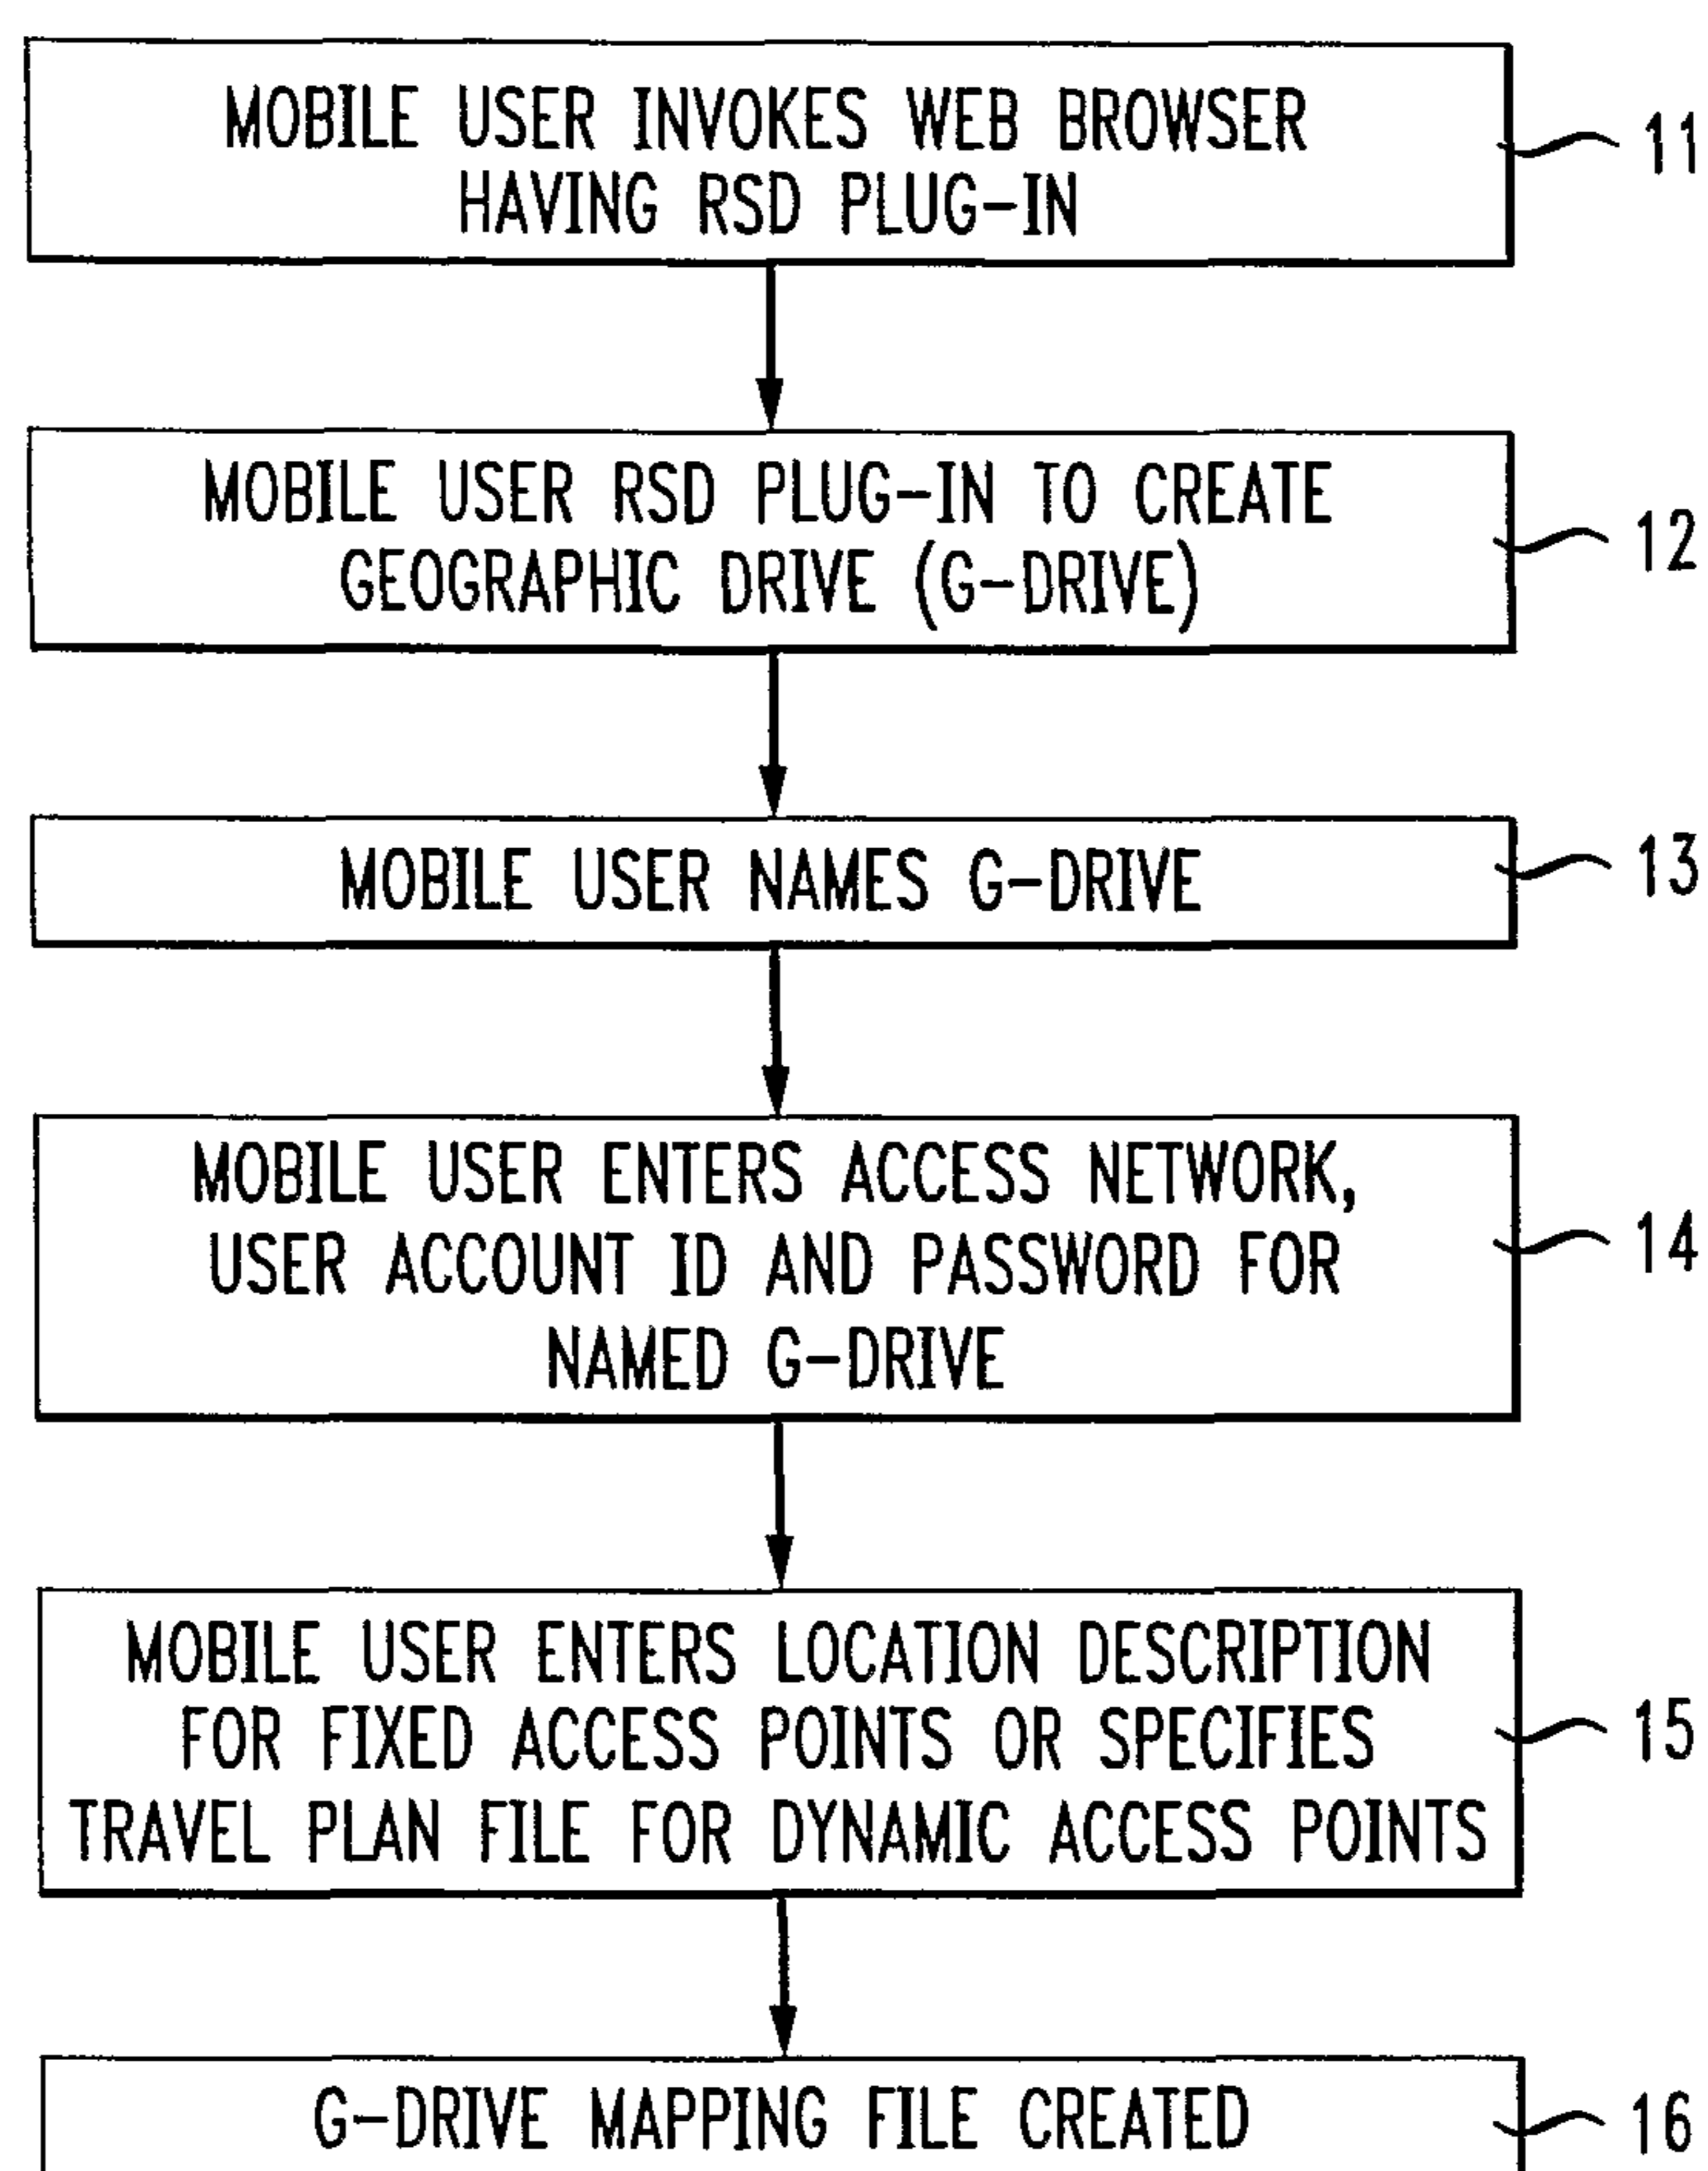 MOBILE USER INVOKES WEB BROWSER
HAVING RSD PLUG-IN
11
MOBILE USER RSD PLUG-IN TO CREATE
GEOGRAPHIC DRIVE (G-DRIVE)
12
MOBILE USER NAMES G-DRIVE
13
MOBILE USER ENTERS ACCESS NETWORK,
USER ACCOUNT ID AND PASSWORD FOR
NAMED G-DRIVE
14
MOBILE USER ENTERS LOCATION DESCRIPTION
FOR FIXED ACCESS POINTS OR SPECIFIES
TRAVEL PLAN FILE FOR DYNAMIC ACCESS POINTS
15
G-DRIVE MAPPING FILE CREATED
16